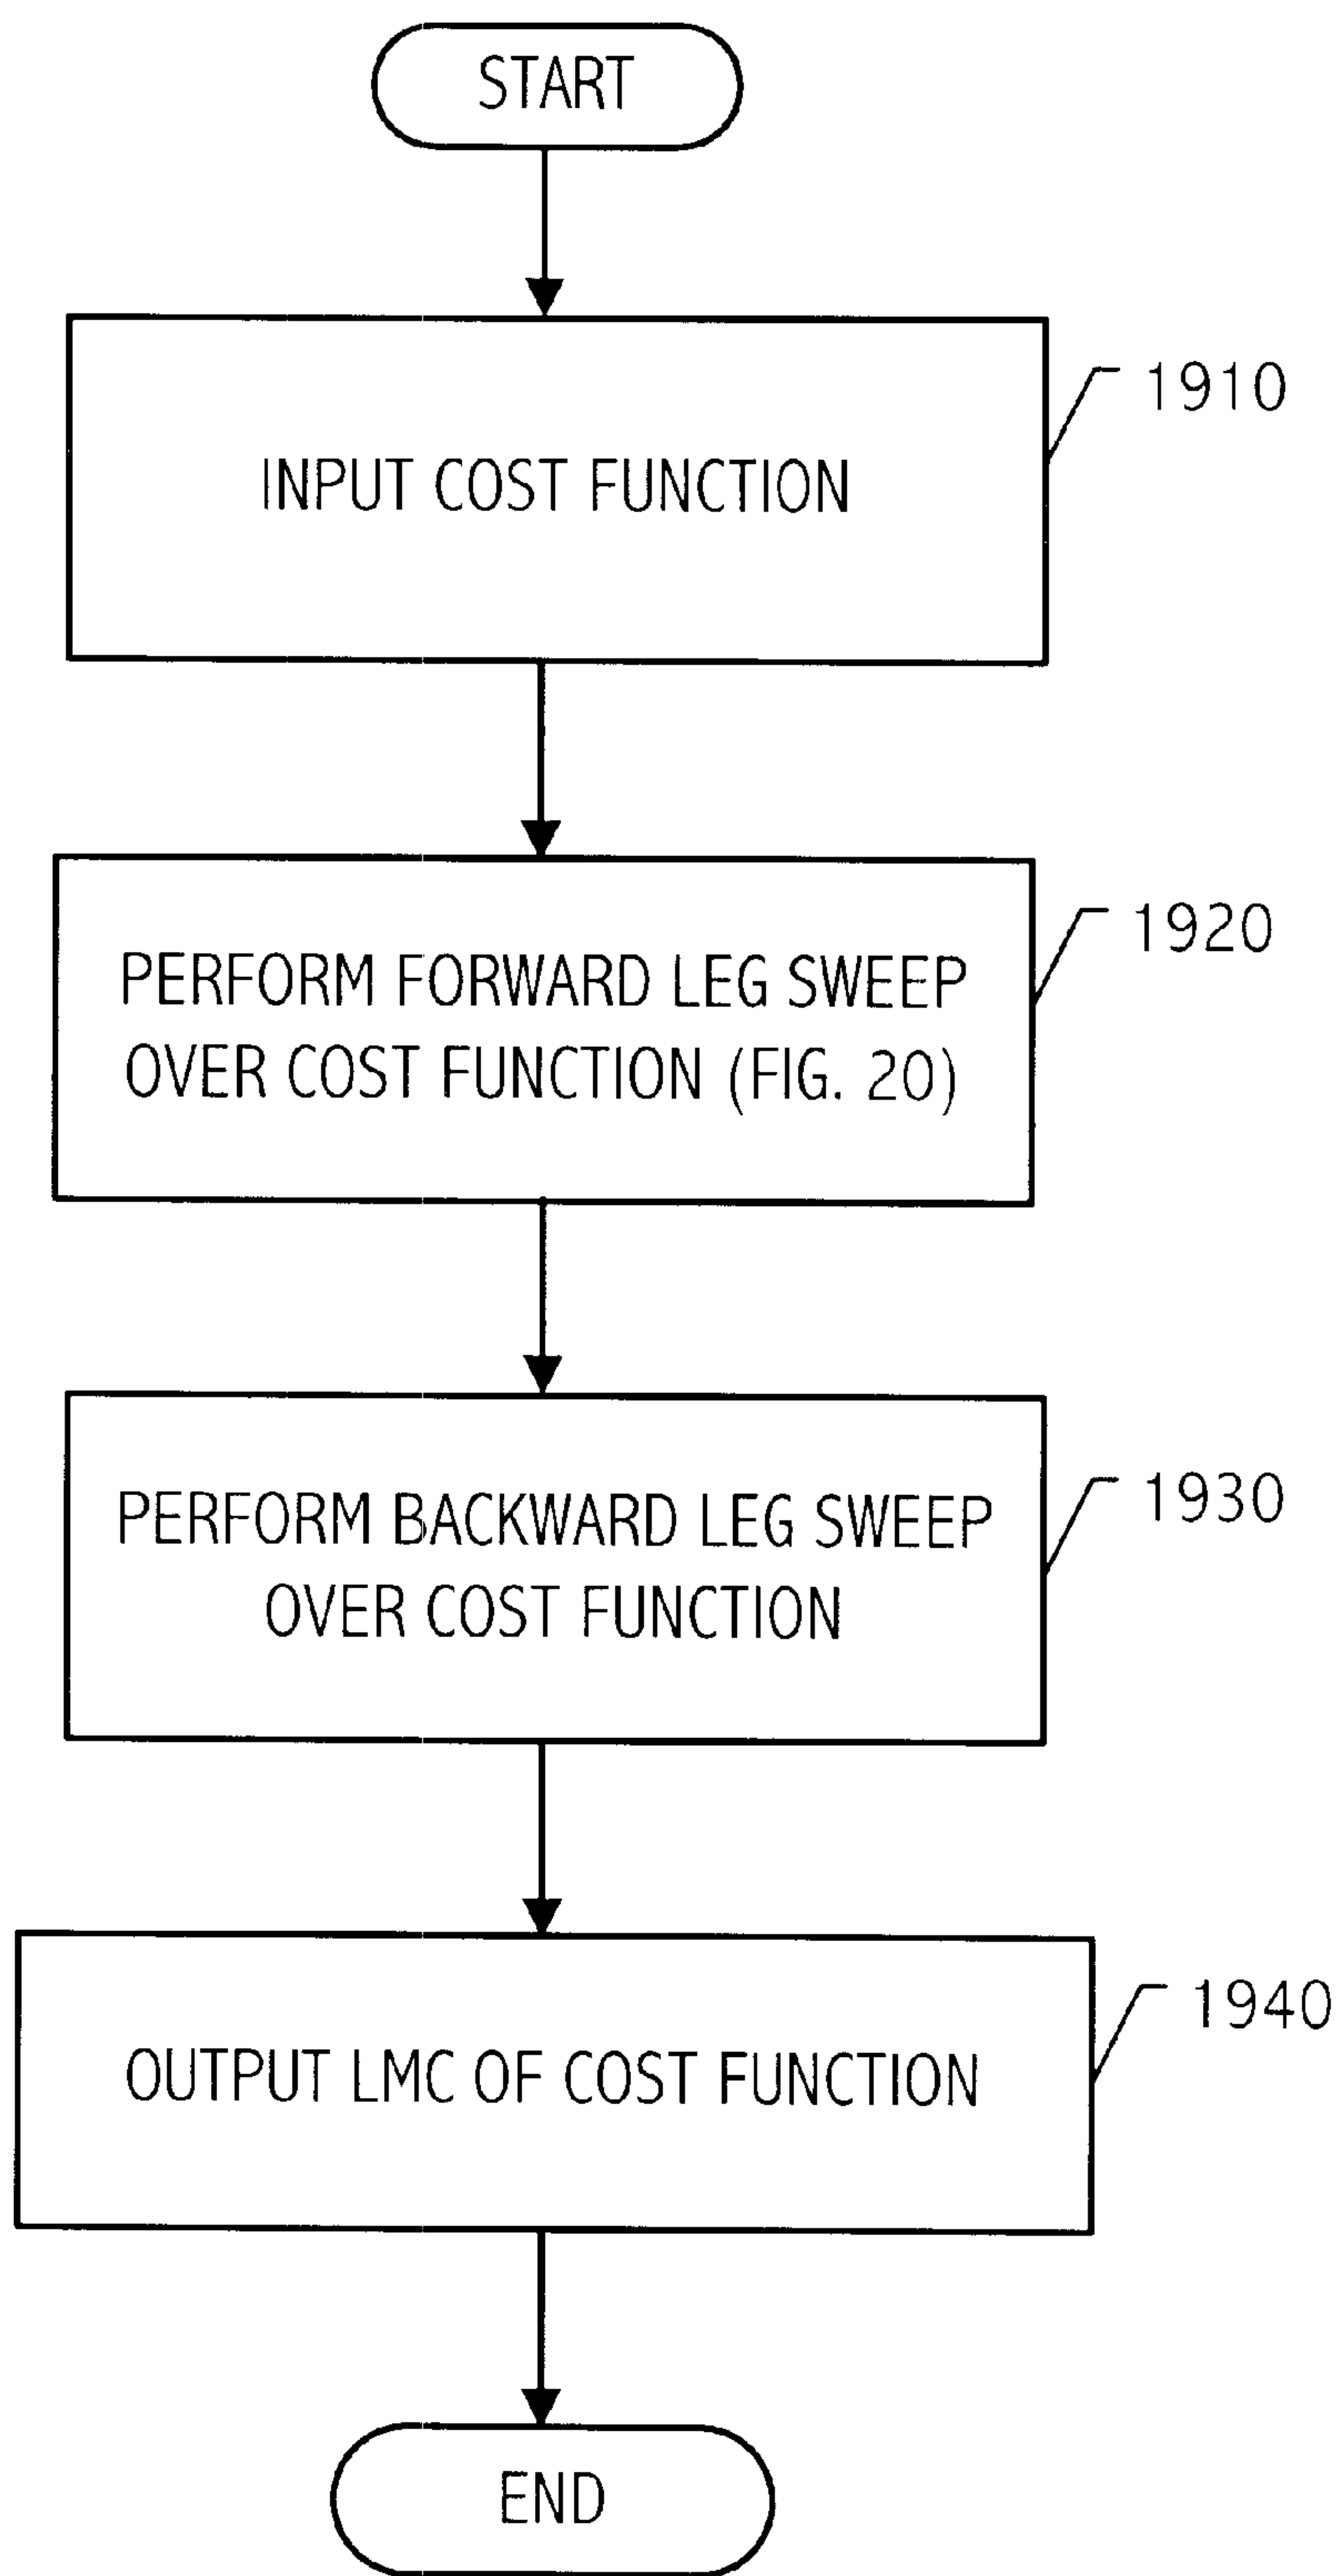 START
INPUT COST FUNCTION
1910
PERFORM FORWARD LEG SWEEP
OVER COST FUNCTION (FIG. 20)
1920
PERFORM BACKWARD LEG SWEEP
OVER COST FUNCTION
1930
OUTPUT LMC OF COST FUNCTION
1940
END